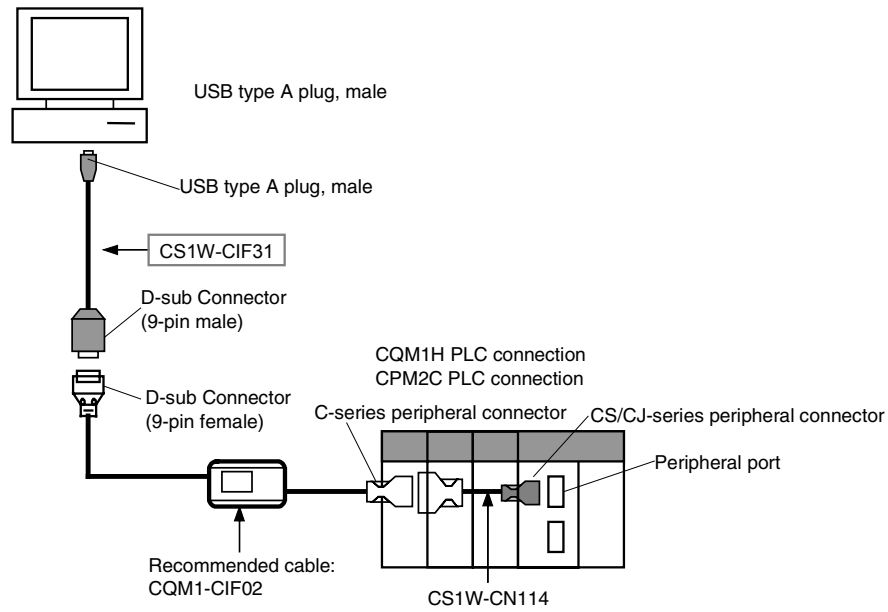 USB type A plug, male
USB type A plug, male
CS1W-CIF31
D-sub Connector
(9-pin male)
CQM1H PLC connection
CPM2C PLC connection
D-sub Connector
(9-pin female)
C-series peripheral connector
CS/CJ-series peripheral connector
Peripheral port
Recommended cable:
CQM1-CIF02
CS1W-CN114